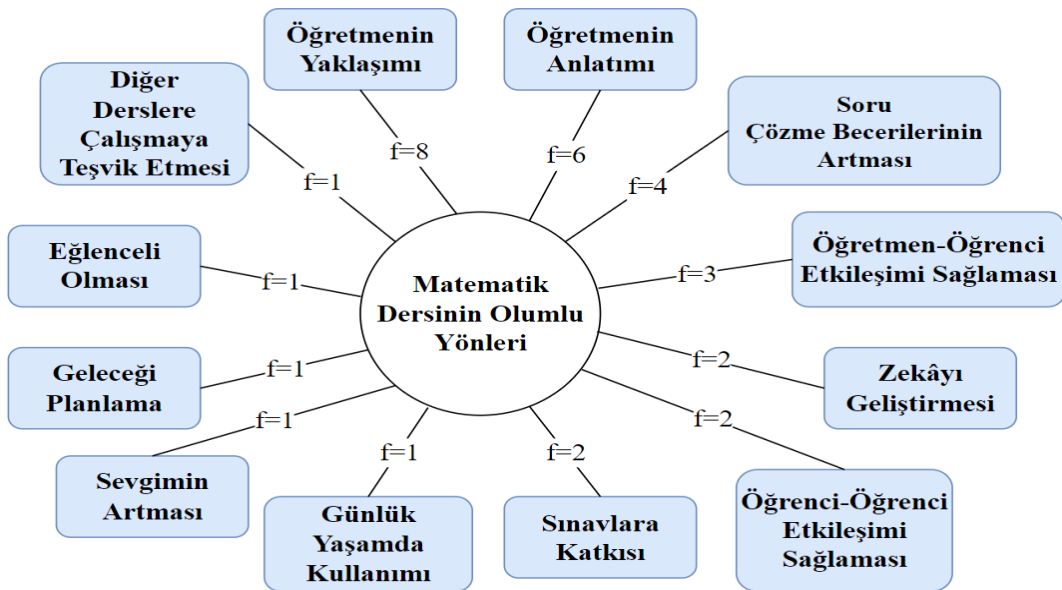 Öğretmenin
Yaklaşımı
f=8
Öğretmenin
Anlatımı
f=6
Soru
Çözme Becerilerinin
Artması
f=4
Öğretmen-Öğrenci
Etkileşimi Sağlaması
f=3
Zekâyı
Geliştirmesi
f=2
Öğrenci-Öğrenci
Etkileşimi
Sağlaması
f=2
Sınavlara
Katkısı
f=2
Günlük
Yaşamda
Kullanımı
f=1
Sevgimin
Artması
f=1
Geleceği
Planlama
f=1
Eğlenceli
Olması
f=1
Diğer
Derslere
Çalışmaya
Teşvik Etmesi
f=1
Matematik
Dersinin Olumlu
Yönleri